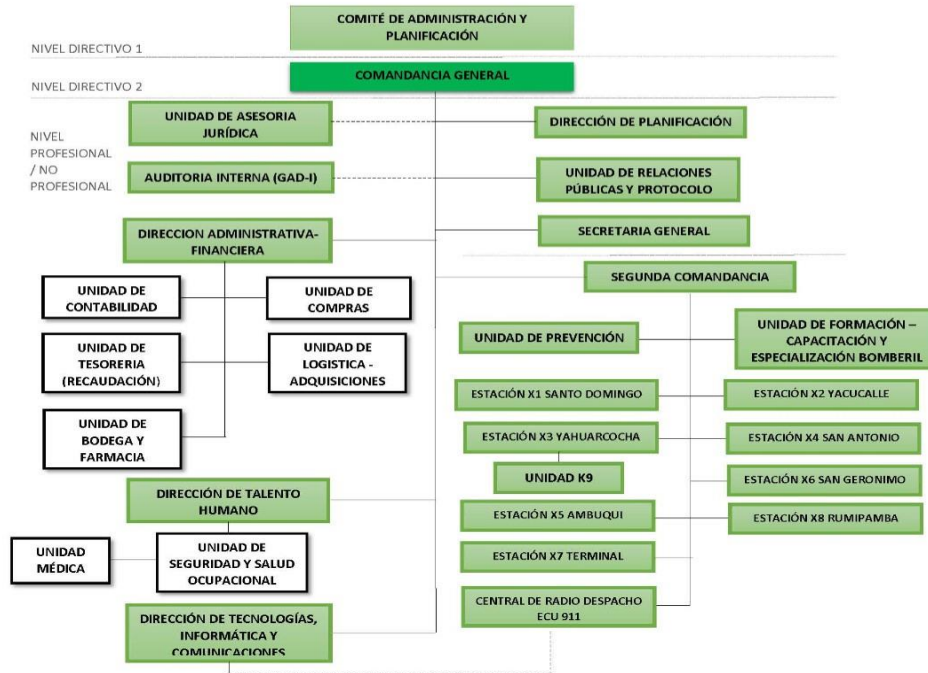 COMITÉ DE ADMINISTRACIÓN Y
PLANIFICACIÓN
NIVEL DIRECTIVO 1
COMANDANCIA GENERAL
NIVEL DIRECTIVO 2
UNIDAD DE ASESORIA
JURÍDICA
DIRECCIÓN DE PLANIFICACIÓN
NIVEL
PROFESIONAL
/ NO
PROFESIONAL
AUDITORIA INTERNA (GAD-I)
UNIDAD DE RELACIONES
PÚBLICAS Y PROTOCOLO
DIRECCION ADMINISTRATIVA-
FINANCIERA
SECRETARIA GENERAL
SEGUNDA COMANDANCIA
UNIDAD DE
CONTABILIDAD
UNIDAD DE
COMPRAS
UNIDAD DE PREVENCIÓN
UNIDAD DE FORMACIÓN –
CAPACITACIÓN Y
ESPECIALIZACIÓN BOMBERIL
UNIDAD DE
TESORERIA
(RECAUDACIÓN)
UNIDAD DE
LOGISTICA -
ADQUISICIONES
ESTACIÓN X1 SANTO DOMINGO
ESTACIÓN X2 YACUCALLE
UNIDAD DE
BODEGA Y
FARMACIA
ESTACIÓN X3 YAHUARCOCHA
ESTACIÓN X4 SAN ANTONIO
UNIDAD K9
ESTACIÓN X6 SAN GERONIMO
DIRECCIÓN DE TALENTO
HUMANO
ESTACIÓN X5 AMBUQUI
ESTACIÓN X8 RUMIPAMBA
UNIDAD
MÉDICA
UNIDAD DE
SEGURIDAD Y SALUD
OCUPACIONAL
ESTACIÓN X7 TERMINAL
CENTRAL DE RADIO DESPACHO
ECU 911
DIRECCIÓN DE TECNOLOGÍAS,
INFORMÁTICA Y
COMUNICACIONES